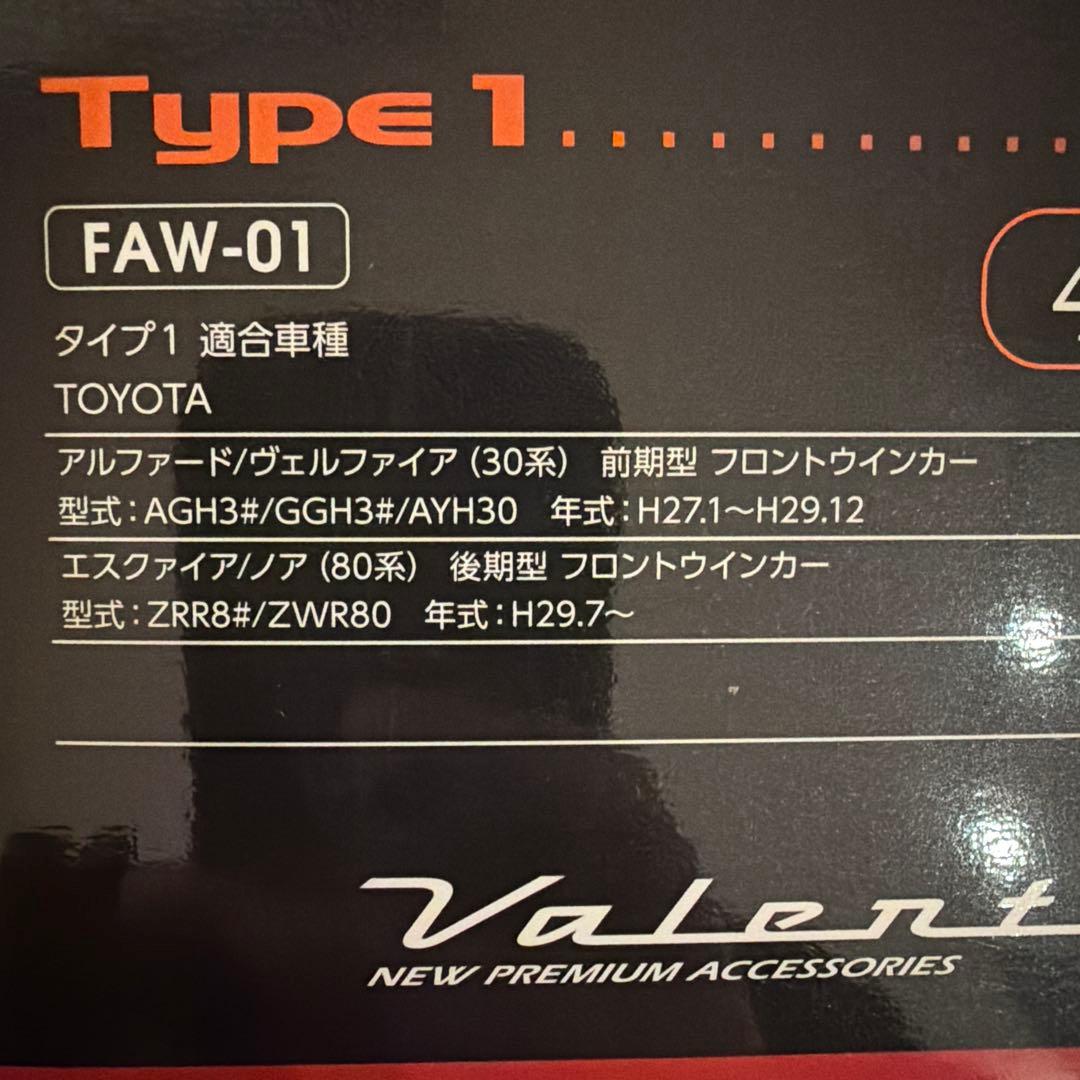 Type 1
FAW-01
タイプ1 適合車種
TOYOTA
アルファード/ヴェルファイア (30系) 前期型 フロントウインカー
型式：AGH3#/GGH3#/AYH30 年式：H27.1～H29.12
エスクァイア/ノア (80系) 後期型 フロントウインカー
型式：ZRR8#/ZWR80 年式：H29.7～
Valent
NEW PREMIUM ACCESSORIES